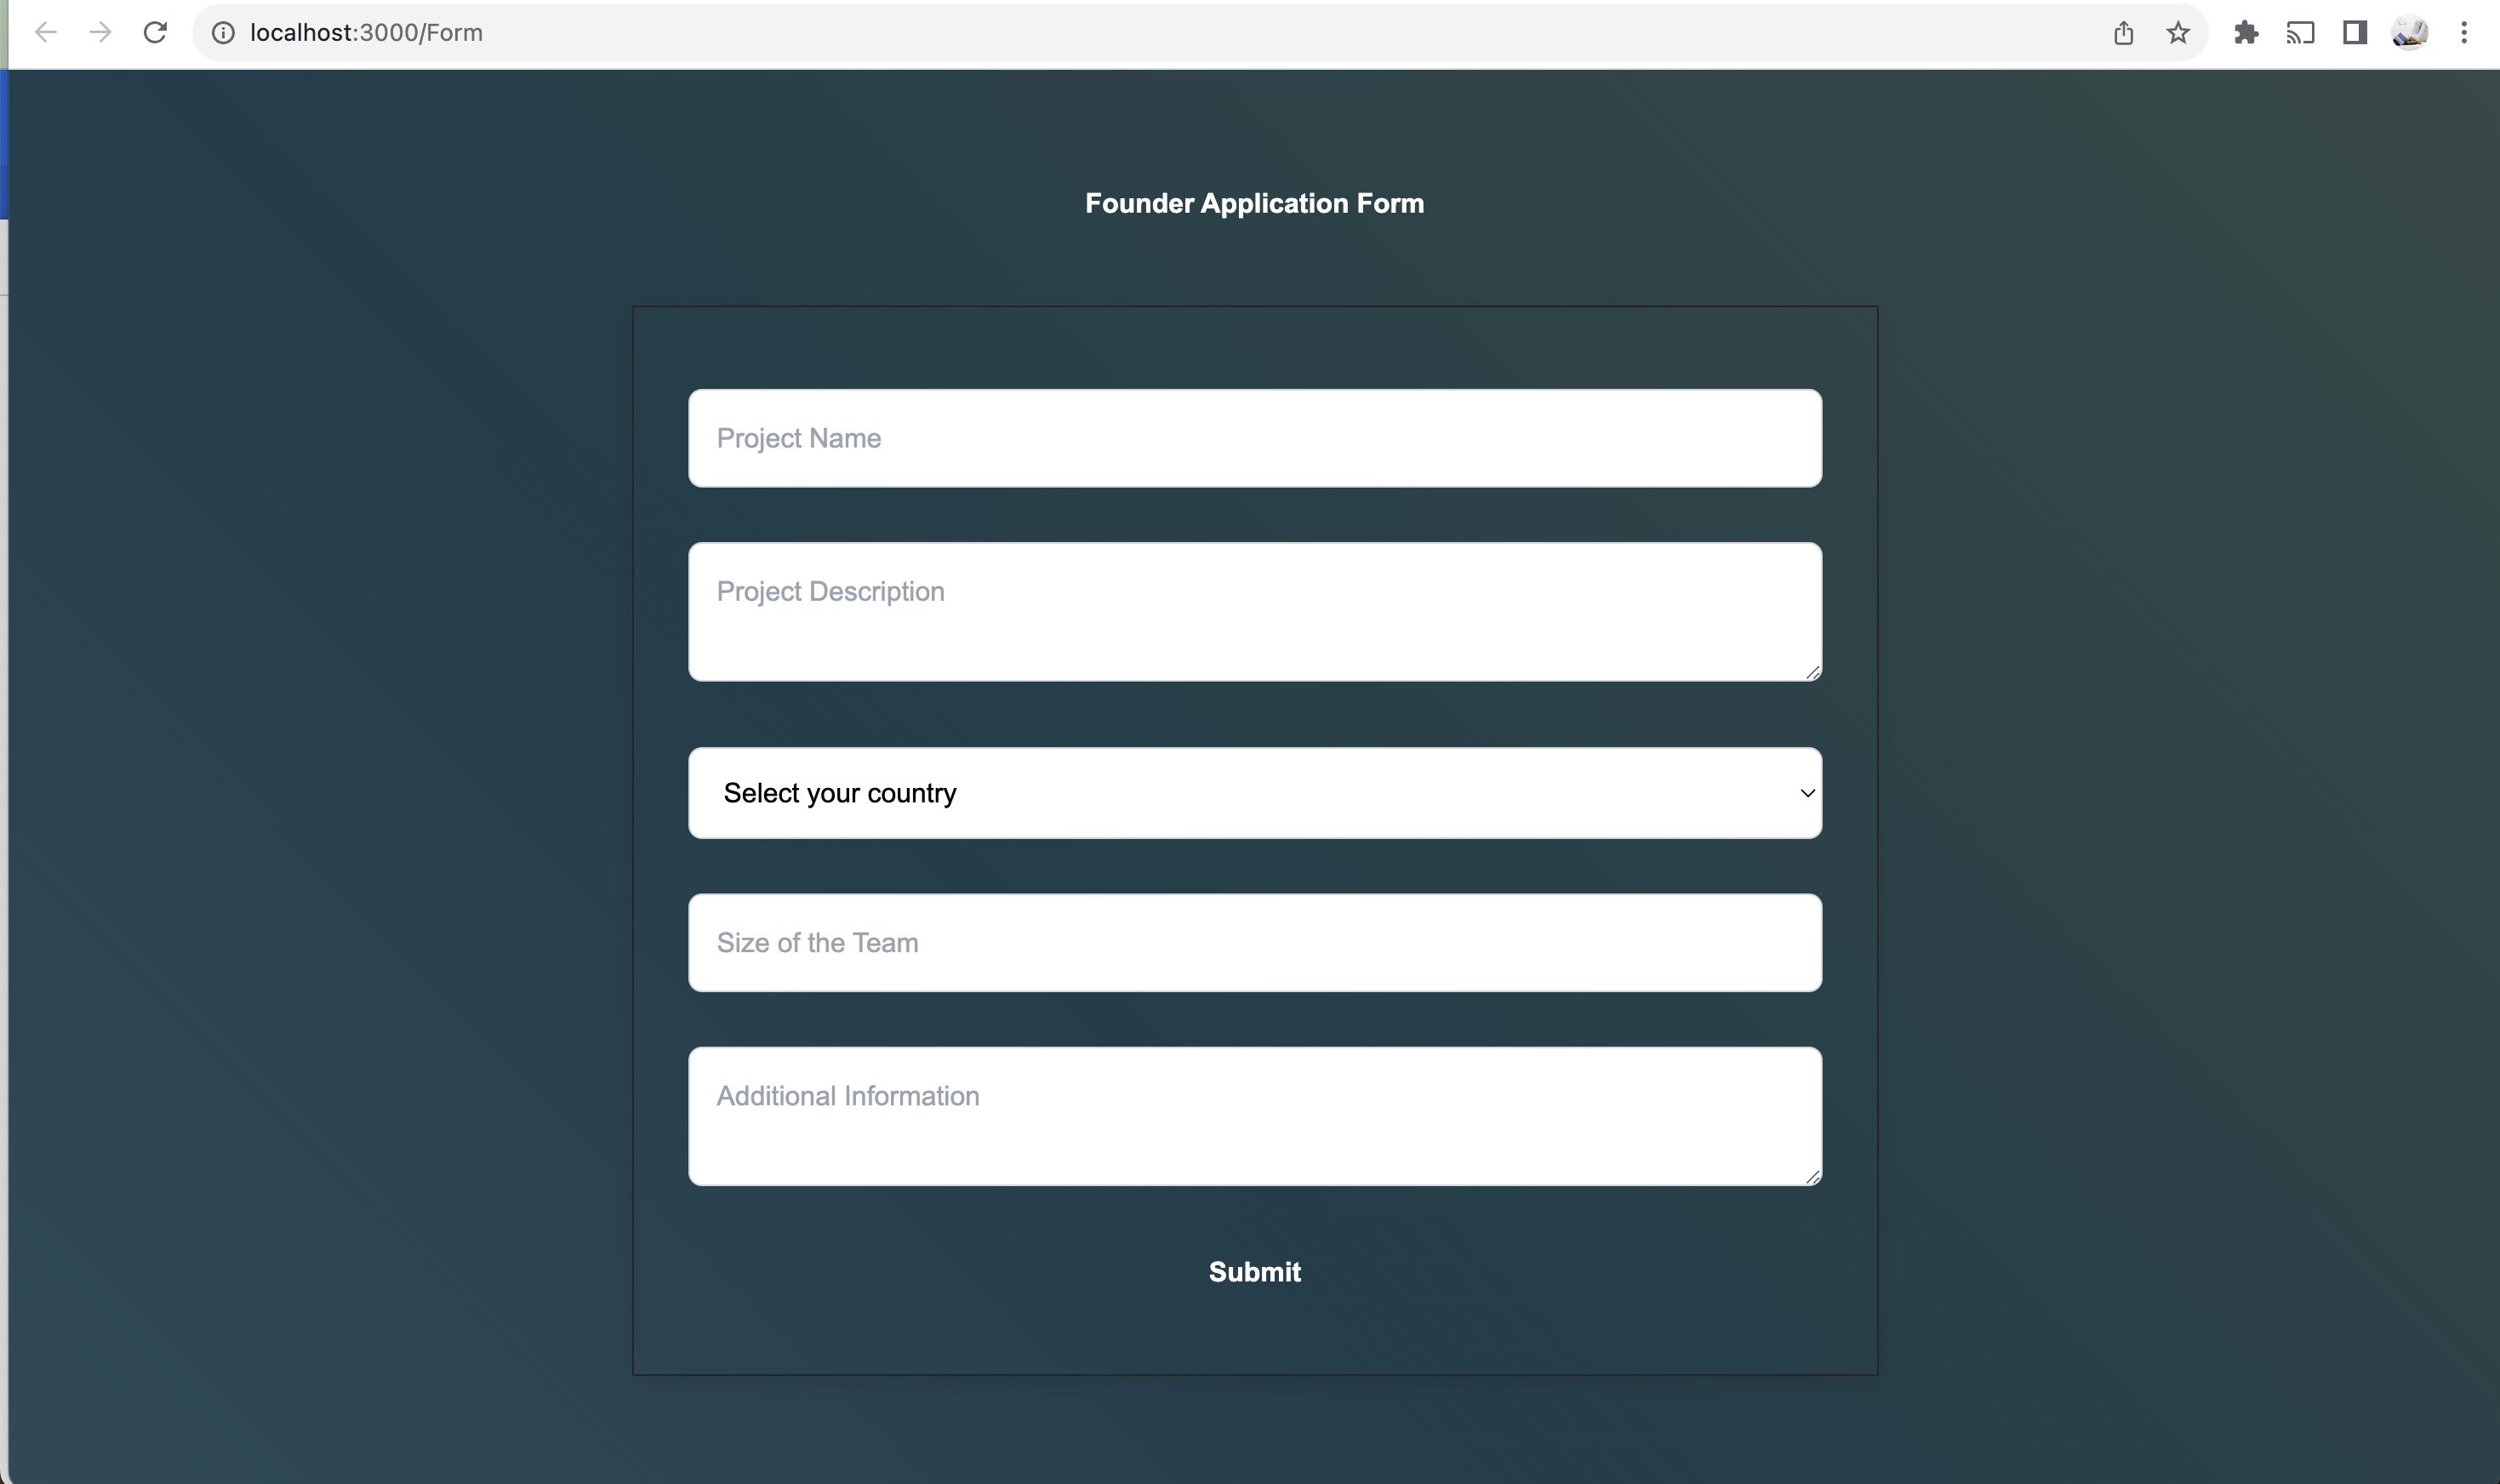 localhost:3000/Form
Founder Application Form
Project Name
Project Description
Select your country
Size of the Team
Additional Information
Submit